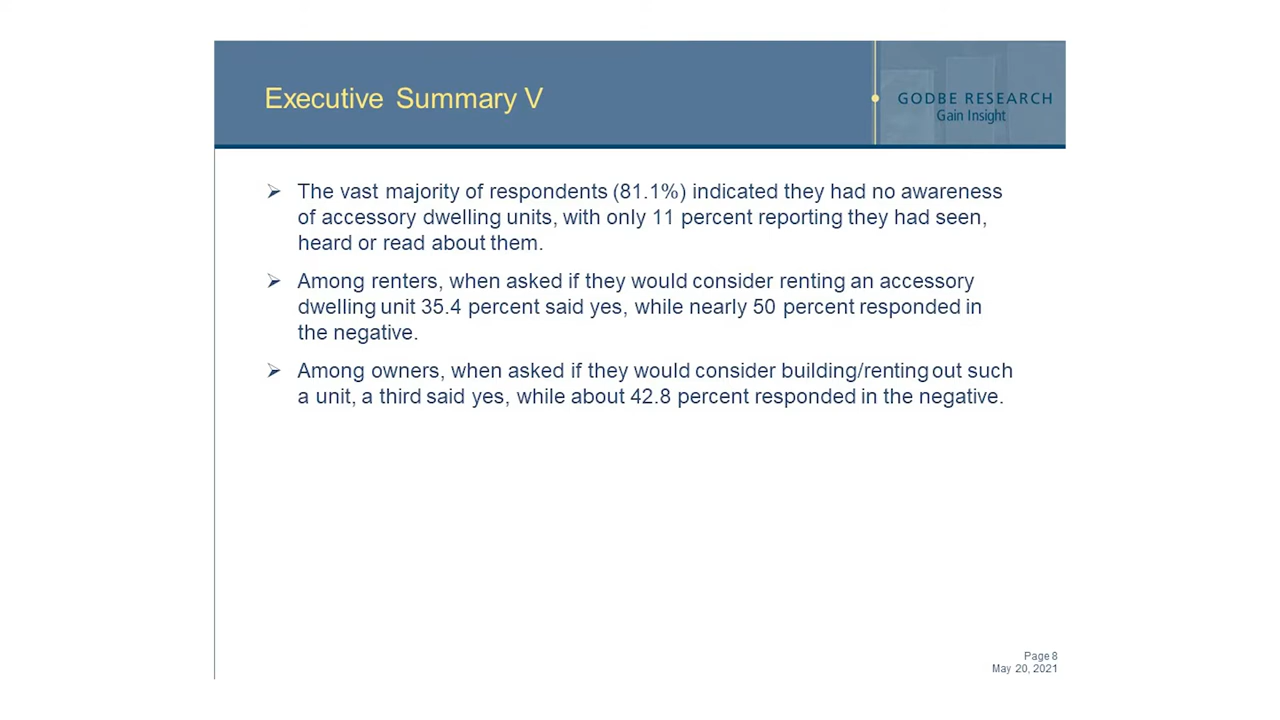 Executive Summary V
GODBE RESEARCH
Gain Insight
The vast majority of respondents (81.1%) indicated they had no awareness
of accessory dwelling units, with only 11 percent reporting they had seen,
heard or read about them.
Among renters, when asked if they would consider renting an accessory
dwelling unit 35.4 percent said yes, while nearly 50 percent responded in
the negative.
Among owners, when asked if they would consider building/renting out such
a unit, a third said yes, while about 42.8 percent responded in the negative.
Page 8
May 20, 2021